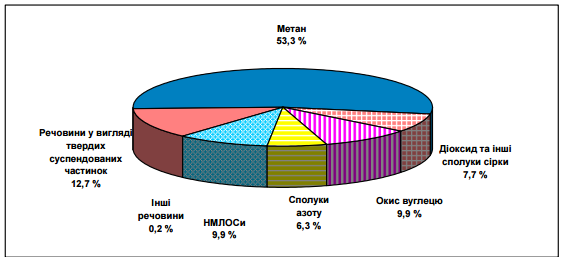 Метан
53,3 %
Речовини у вигляді
твердих
суспендованих
частинок
12,7 %
Інші
речовини
0,2 %
НМЛОСи
9,9 %
Сполуки
азоту
6,3 %
Окис вуглецю
9,9 %
Діоксид та інші
сполуки сірки
7,7 %